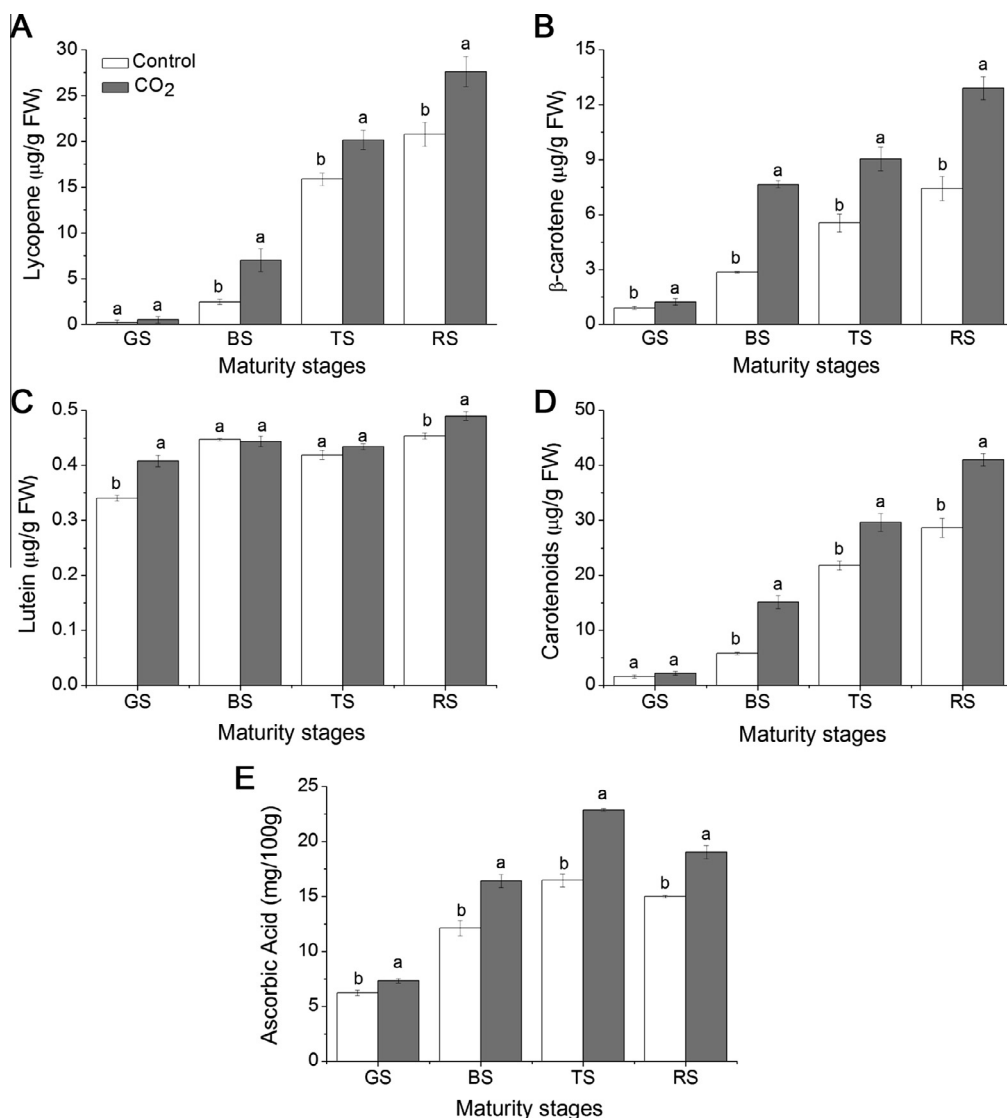 A
Lycopene (µg/g FW)
30
25
20
15
10
5
0
Control
CO₂
a a b a b a b a
GS BS TS RS
Maturity stages
B
β-carotene (µg/g FW)
15
12
9
6
3
0
b a b a b a b a
GS BS TS RS
Maturity stages
C
Lutein (µg/g FW)
0.5
0.4
0.3
0.2
0.1
0.0
b a a a a a b a
GS BS TS RS
Maturity stages
D
Carotenoids (µg/g FW)
50
40
30
20
10
0
a a b a b a b a
GS BS TS RS
Maturity stages
E
Ascorbic Acid (mg/100g)
25
20
15
10
5
0
b a b a b a b a
GS BS TS RS
Maturity stages